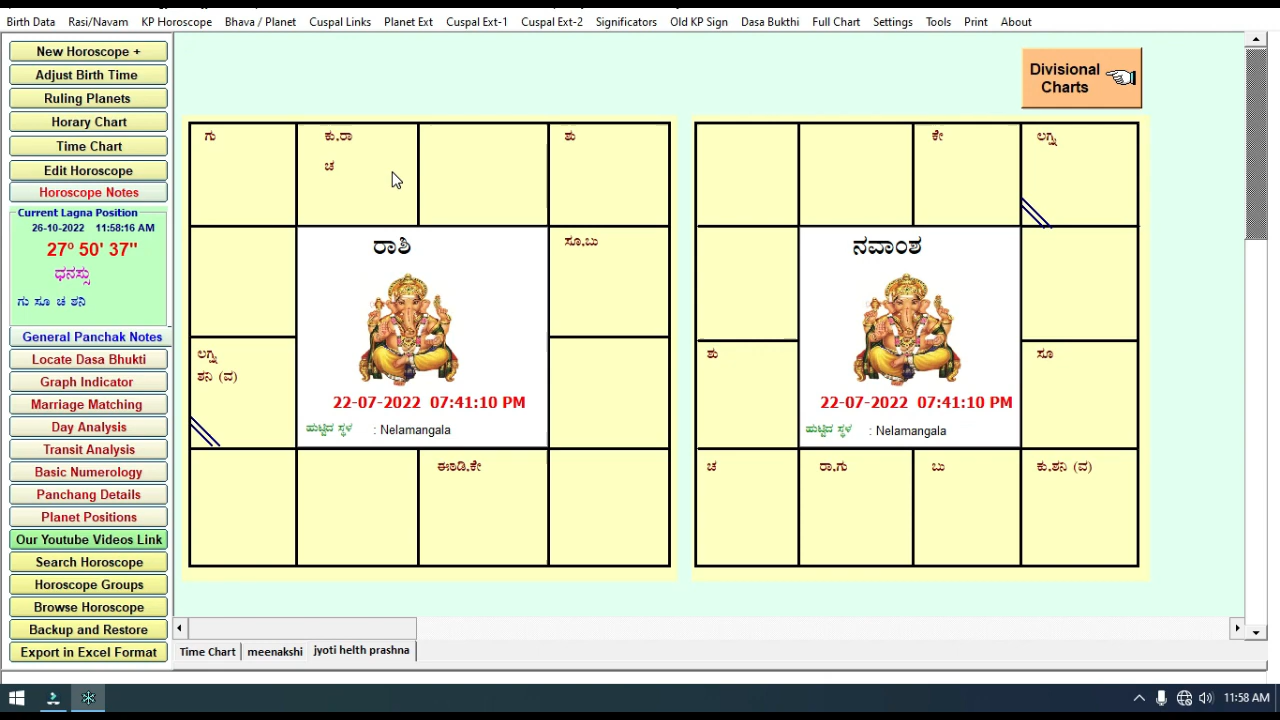 Birth Data Rasi/Navam KP Horoscope Bhava / Planet Cuspal Links Planet Ext Cuspal Ext-1 Cuspal Ext-2 Significators Old KP Sign Dasa Bukthi Full Chart Settings Tools Print About
New Horoscope +
Adjust Birth Time
Ruling Planets
Horary Chart
Time Chart
Edit Horoscope
Horoscope Notes
Current Lagna Position
26-10-2022 11:58:16 AM
27º 50' 37"
ಧನಸ್ಸು
ಗು ಸೂ ಚ ಶನಿ
General Panchak Notes
Locate Dasa Bhukti
Graph Indicator
Marriage Matching
Day Analysis
Transit Analysis
Basic Numerology
Panchang Details
Planet Positions
Our Youtube Videos Link
Search Horoscope
Horoscope Groups
Browse Horoscope
Backup and Restore
Export in Excel Format
Divisional
Charts
ಗು
ಕು.ರಾ
ಚ
ಶು
ಸೂ.ಬು
ರಾಶಿ
ಲಗ್ನಿ
ಶನಿ (ವ)
22-07-2022 07:41:10 PM
ಹುಟ್ಟಿದ ಸ್ಥಳ : Nelamangala
ಕೇ
ಲಗ್ನಿ
ನವಾಂಶ
ಶು
ಸೂ
22-07-2022 07:41:10 PM
ಹುಟ್ಟಿದ ಸ್ಥಳ : Nelamangala
ಚ
ರಾ.ಗು
ಬು
ಕು.ಶನಿ (ವ)
Time Chart meenakshi jyoti helth prashna
11:58 AM